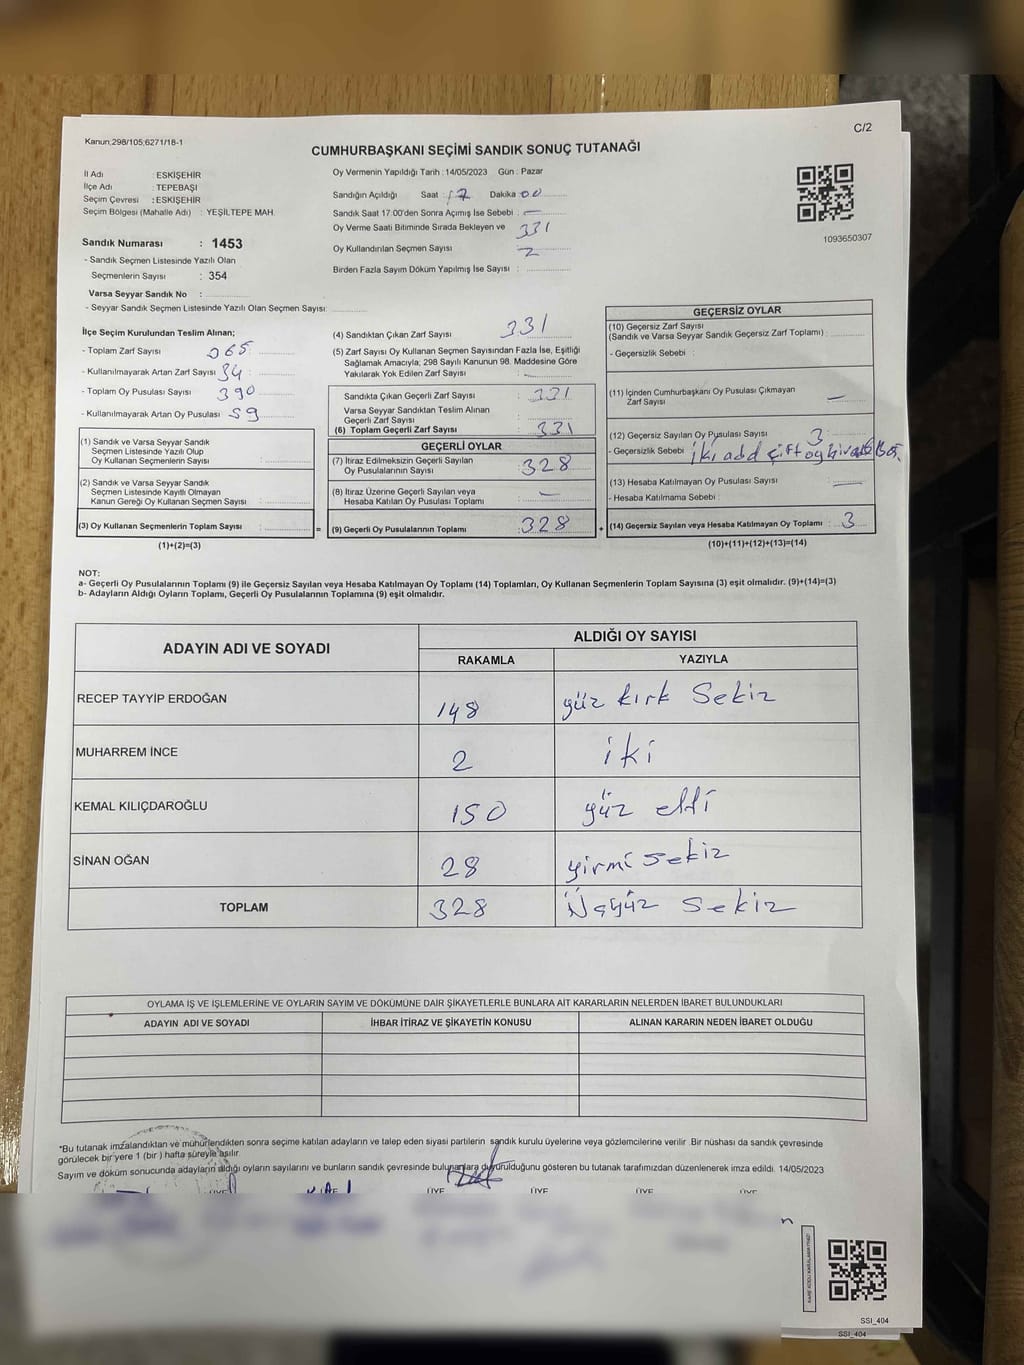 C/2
Kanun;298/105;6271/18-1
CUMHURBAŞKANI SEÇİMİ SANDIK SONUÇ TUTANAĞI
İl Adı : ESKİŞEHİR
İlçe Adı : TEPEBAŞI
Seçim Çevresi : ESKİŞEHİR
Seçim Bölgesi (Mahalle Adı) : YEŞİLTEPE MAH.
Sandık Numarası : 1453
- Sandık Seçmen Listesinde Yazılı Olan
Seçmenlerin Sayısı : 354
Varsa Seyyar Sandık No :
- Seyyar Sandık Seçmen Listesinde Yazılı Olan Seçmen Sayısı:
Oy Vermenin Yapıldığı Tarih : 14/05/2023 Gün : Pazar
Sandığın Açıldığı Saat : 17 Dakika 00
Sandık Saat 17:00'den Sonra Açımış İse Sebebi : —
Oy Verme Saati Bitiminde Sırada Bekleyen ve 331
Oy Kullandırılan Seçmen Sayısı 2
Birden Fazla Sayım Döküm Yapılmış İse Sayısı :
1093650307
İlçe Seçim Kurulundan Teslim Alınan;
- Toplam Zarf Sayısı 365
- Kullanılmayarak Artan Zarf Sayısı 34
- Toplam Oy Pusulası Sayısı 390
- Kullanılmayarak Artan Oy Pusulası 59
(1) Sandık ve Varsa Seyyar Sandık
Seçmen Listesinde Yazılı Olup
Oy Kullanan Seçmenlerin Sayısı :
(2) Sandık ve Varsa Seyyar Sandık
Seçmen Listesinde Kayıtlı Olmayan
Kanun Gereği Oy Kullanan Seçmen Sayısı :
(3) Oy Kullanan Seçmenlerin Toplam Sayısı : =
(1)+(2)=(3)
(4) Sandıktan Çıkan Zarf Sayısı 331
(5) Zarf Sayısı Oy Kullanan Seçmen Sayısından Fazla İse, Eşitliği
Sağlamak Amacıyla; 298 Sayılı Kanunun 98. Maddesine Göre
Yakılarak Yok Edilen Zarf Sayısı : —
Sandıkta Çıkan Geçerli Zarf Sayısı : 331
Varsa Seyyar Sandıktan Teslim Alınan
Geçerli Zarf Sayısı :
(6) Toplam Geçerli Zarf Sayısı : 331
GEÇERLİ OYLAR
(7) İtiraz Edilmeksizin Geçerli Sayılan
Oy Pusulalarının Sayısı : 328
(8) İtiraz Üzerine Geçerli Sayılan veya
Hesaba Katılan Oy Pusulası Toplamı : —
(9) Geçerli Oy Pusulalarının Toplamı : 328 +
GEÇERSİZ OYLAR
(10) Geçersiz Zarf Sayısı
(Sandık ve Varsa Seyyar Sandık Geçersiz Zarf Toplamı) :
- Geçersizlik Sebebi :
(11) İçinden Cumhurbaşkanı Oy Pusulası Çıkmayan
Zarf Sayısı : —
(12) Geçersiz Sayılan Oy Pusulası Sayısı : 3
- Geçersizlik Sebebi : iki add çift oy
(13) Hesaba Katılmayan Oy Pusulası Sayısı : —
- Hesaba Katılmama Sebebi :
(14) Geçersiz Sayılan veya Hesaba Katılmayan Oy Toplamı : 3
(10)+(11)+(12)+(13)=(14)
NOT:
a- Geçerli Oy Pusulalarının Toplamı (9) ile Geçersiz Sayılan veya Hesaba Katılmayan Oy Toplamı (14) Toplamları, Oy Kullanan Seçmenlerin Toplam Sayısına (3) eşit olmalıdır. (9)+(14)=(3)
b- Adayların Aldığı Oyların Toplamı, Geçerli Oy Pusulalarının Toplamına (9) eşit olmalıdır.
ADAYIN ADI VE SOYADI ALDIĞI OY SAYISI
RAKAMLA YAZIYLA
RECEP TAYYİP ERDOĞAN 148 yüz kırk Sekiz
MUHARREM İNCE 2 iki
KEMAL KILIÇDAROĞLU 150 yüz elli
SİNAN OĞAN 28 yirmi sekiz
TOPLAM 328 Üçyüz sekiz
OYLAMA İŞ VE İŞLEMLERİNE VE OYLARIN SAYIM VE DÖKÜMÜNE DAİR ŞİKAYETLERLE BUNLARA AİT KARARLARIN NELERDEN İBARET BULUNDUKLARI
ADAYIN ADI VE SOYADI İHBAR İTİRAZ VE ŞİKAYETİN KONUSU ALINAN KARARIN NEDEN İBARET OLDUĞU
*Bu tutanak imzalandıktan ve mühürlendikten sonra seçime katılan adayların ve talep eden siyasi partilerin sandık kurulu üyelerine veya gözlemcilerine verilir. Bir nüshası da sandık çevresinde
görülecek bir yere 1 (bir ) hafta süreyle asılır.
Sayım ve döküm sonucunda adayların aldığı oyların sayılarını ve bunların sandık çevresinde bulunanlara duyurulduğunu gösteren bu tutanak tarafımızdan düzenlenerek imza edildi. 14/05/2023
ÜYE ÜYE ÜYE ÜYE
SSI_404
SSI_404